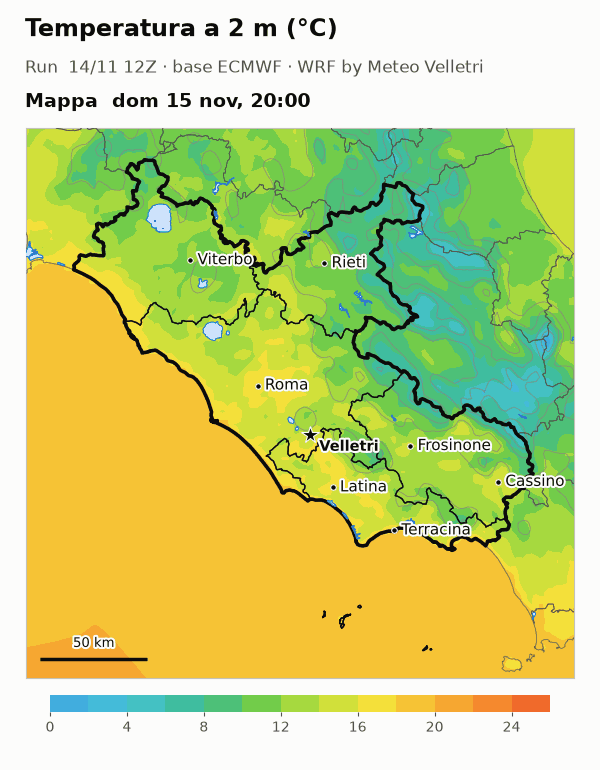 Temperatura a 2 m (°C)
Run  14/11 12Z · base ECMWF · WRF by Meteo Velletri
Mappa  dom 15 nov, 20:00
Viterbo
Rieti
Roma
Velletri
Frosinone
Cassino
Latina
Terracina
50 km
0 4 8 12 16 20 24